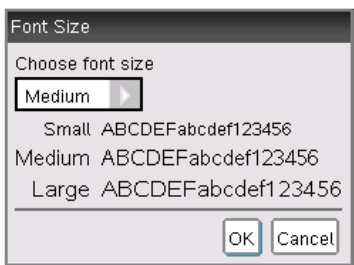 Font Size
Choose font size
Medium
Small ABCDEFabcdef123456
Medium ABCDEFabcdef123456
Large ABCDEFabcdef123456
OK Cancel